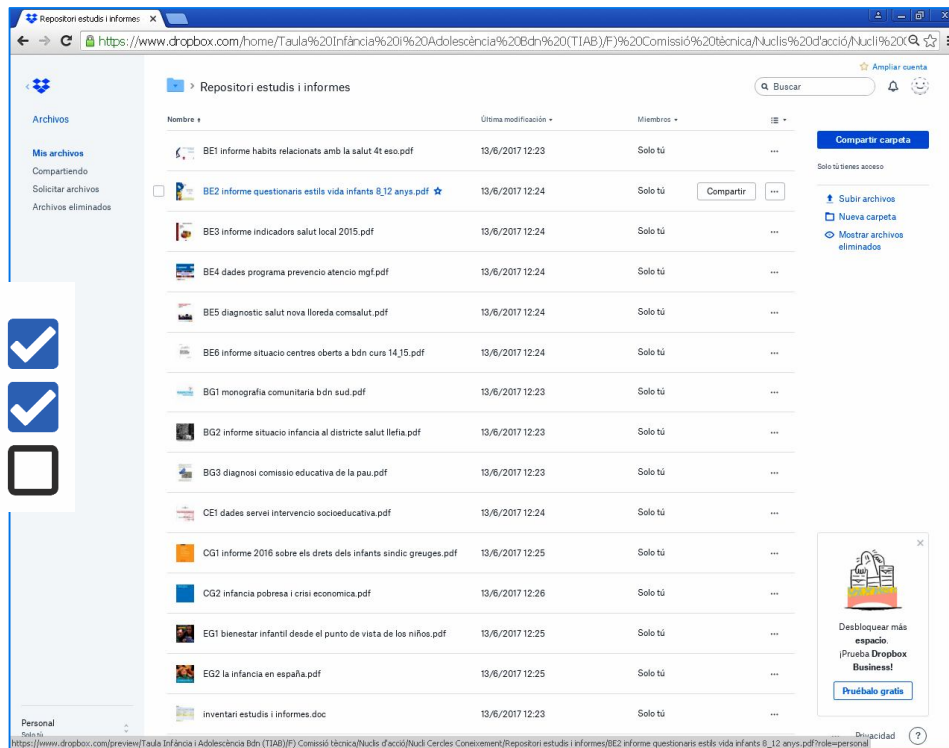 Repositori estudis i informes
https://www.dropbox.com/home/Taula%20Infància%20i%20Adolescència%20Bdn%20(TIAB)/F)%20Comissió%20tècnica/Nuclis%20d'acció/Nucli%20(
Ampliar cuenta
Repositori estudis i informes
Buscar
Archivos
Mis archivos
Compartiendo
Solicitar archivos
Archivos eliminados
Nombre Última modificación Miembros
BE1 informe habits relacionats amb la salut 4t eso.pdf 13/6/2017 12:23 Solo tú
BE2 informe questionaris estils vida infants 8_12 anys.pdf 13/6/2017 12:24 Solo tú Compartir
BE3 informe indicadors salut local 2015.pdf 13/6/2017 12:24 Solo tú
BE4 dades programa prevencio atencio mgf.pdf 13/6/2017 12:24 Solo tú
BE5 diagnostic salut nova lloreda comsalut.pdf 13/6/2017 12:24 Solo tú
BE6 informe situacio centres oberts a bdn curs 14_15.pdf 13/6/2017 12:24 Solo tú
BG1 monografia comunitaria bdn sud.pdf 13/6/2017 12:23 Solo tú
BG2 informe situacio infancia al districte salut llefia.pdf 13/6/2017 12:23 Solo tú
BG3 diagnosi comissio educativa de la pau.pdf 13/6/2017 12:23 Solo tú
CE1 dades servei intervencio socioeducativa.pdf 13/6/2017 12:24 Solo tú
CG1 informe 2016 sobre els drets dels infants sindic greuges.pdf 13/6/2017 12:25 Solo tú
CG2 infancia pobresa i crisi economica.pdf 13/6/2017 12:26 Solo tú
EG1 bienestar infantil desde el punto de vista de los niños.pdf 13/6/2017 12:25 Solo tú
EG2 la infancia en españa.pdf 13/6/2017 12:25 Solo tú
inventari estudis i informes.doc 13/6/2017 12:23 Solo tú
Compartir carpeta
Solo tú tienes acceso
Subir archivos
Nueva carpeta
Mostrar archivos
eliminados
Desbloquear más
espacio.
¡Prueba Dropbox
Business!
Pruébalo gratis
Personal
Solo tú
Privacidad
https://www.dropbox.com/preview/Taula Infància i Adolescència Bdn (TIAB)/F) Comissió tècnica/Nuclis d'acció/Nucli Cercles Coneixement/Repositori estudis i informes/BE2 informe questionaris estils vida infants 8_12 anys.pdf?role=personal